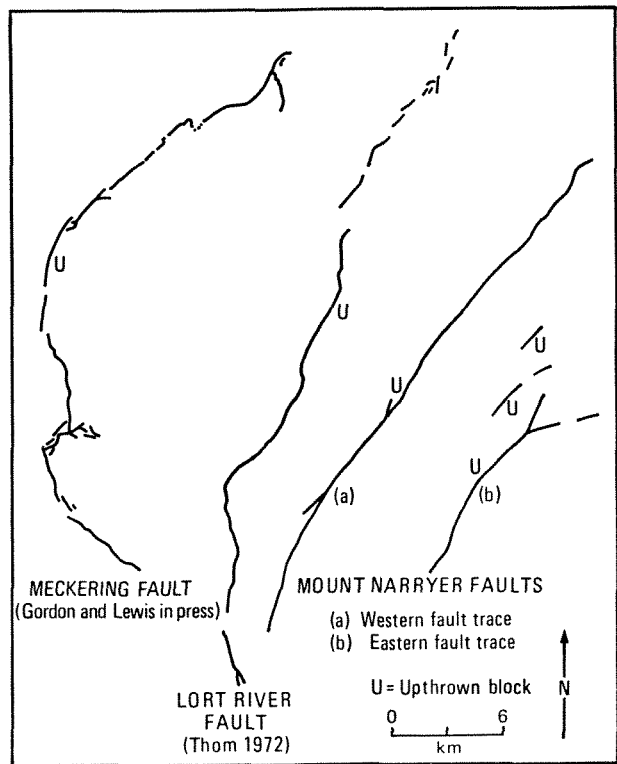 U
U
U
U
U
U
(a)
(b)
MECKERING FAULT
(Gordon and Lewis in press)
MOUNT NARRYER FAULTS
(a) Western fault trace
(b) Eastern fault trace
LORT RIVER
FAULT
(Thom 1972)
U = Upthrown block
N
0 6
km